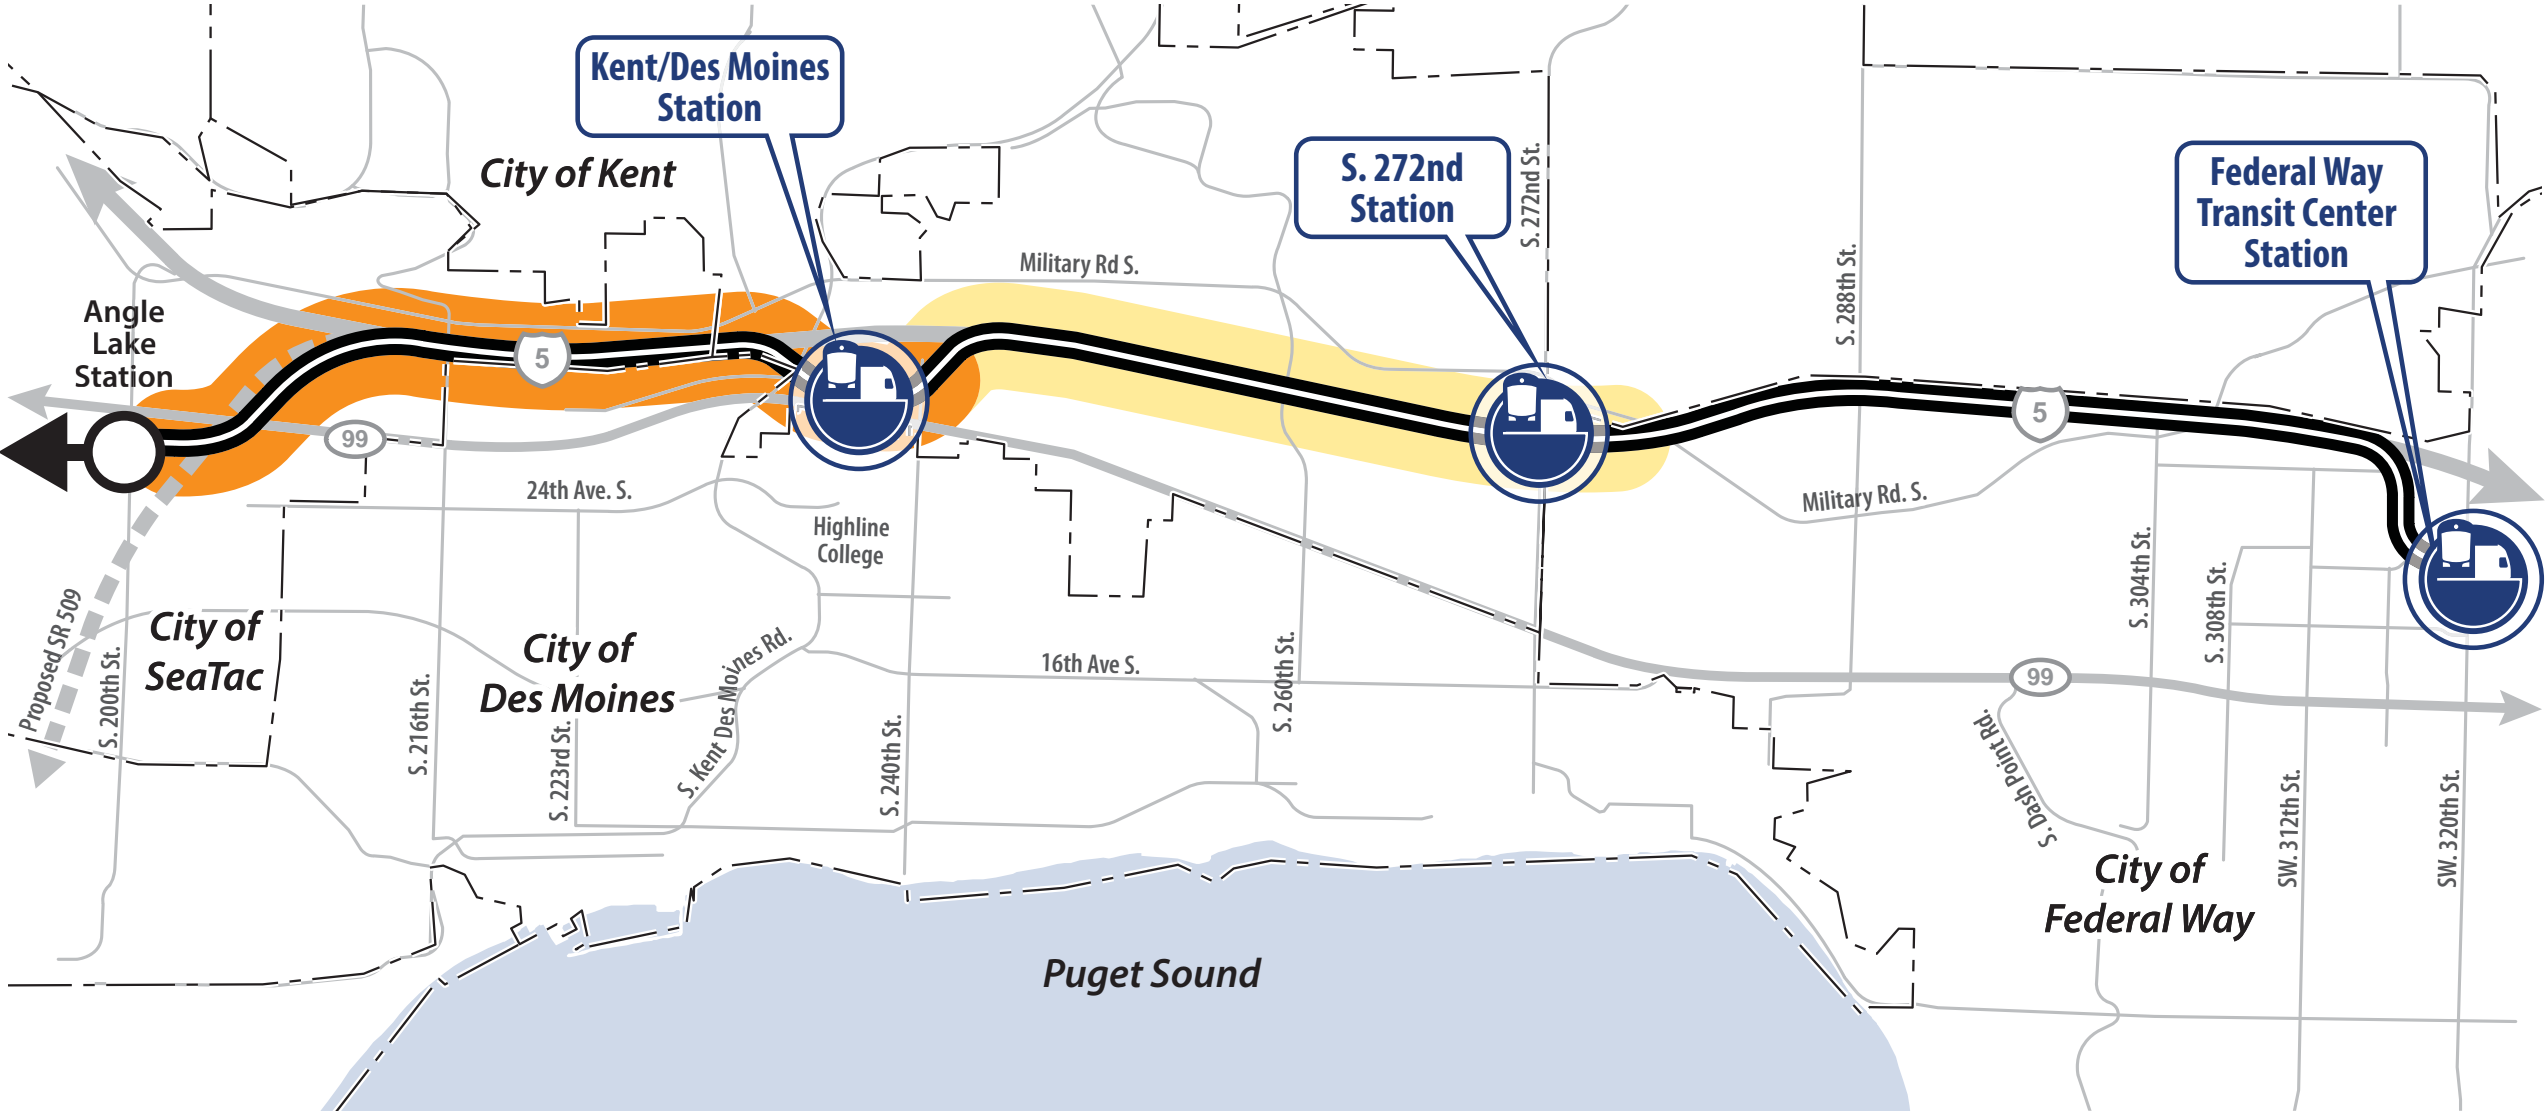 Kent/Des Moines
Station
City of Kent
S. 272nd
Station
S. 272nd St.
Federal Way
Transit Center
Station
Military Rd S.
S. 288th St.
Angle
Lake
Station
5
5
99
24th Ave. S.
Highline
College
Military Rd. S.
S. 304th St.
S. 308th St.
Proposed SR 509
City of
SeaTac
S. 200th St.
City of
Des Moines
S. 216th St.
S. 223rd St.
S. Kent Des Moines Rd.
S. 240th St.
16th Ave S.
S. 260th St.
99
S. Dash Point Rd.
SW. 312th St.
SW. 320th St.
City of
Federal Way
Puget Sound